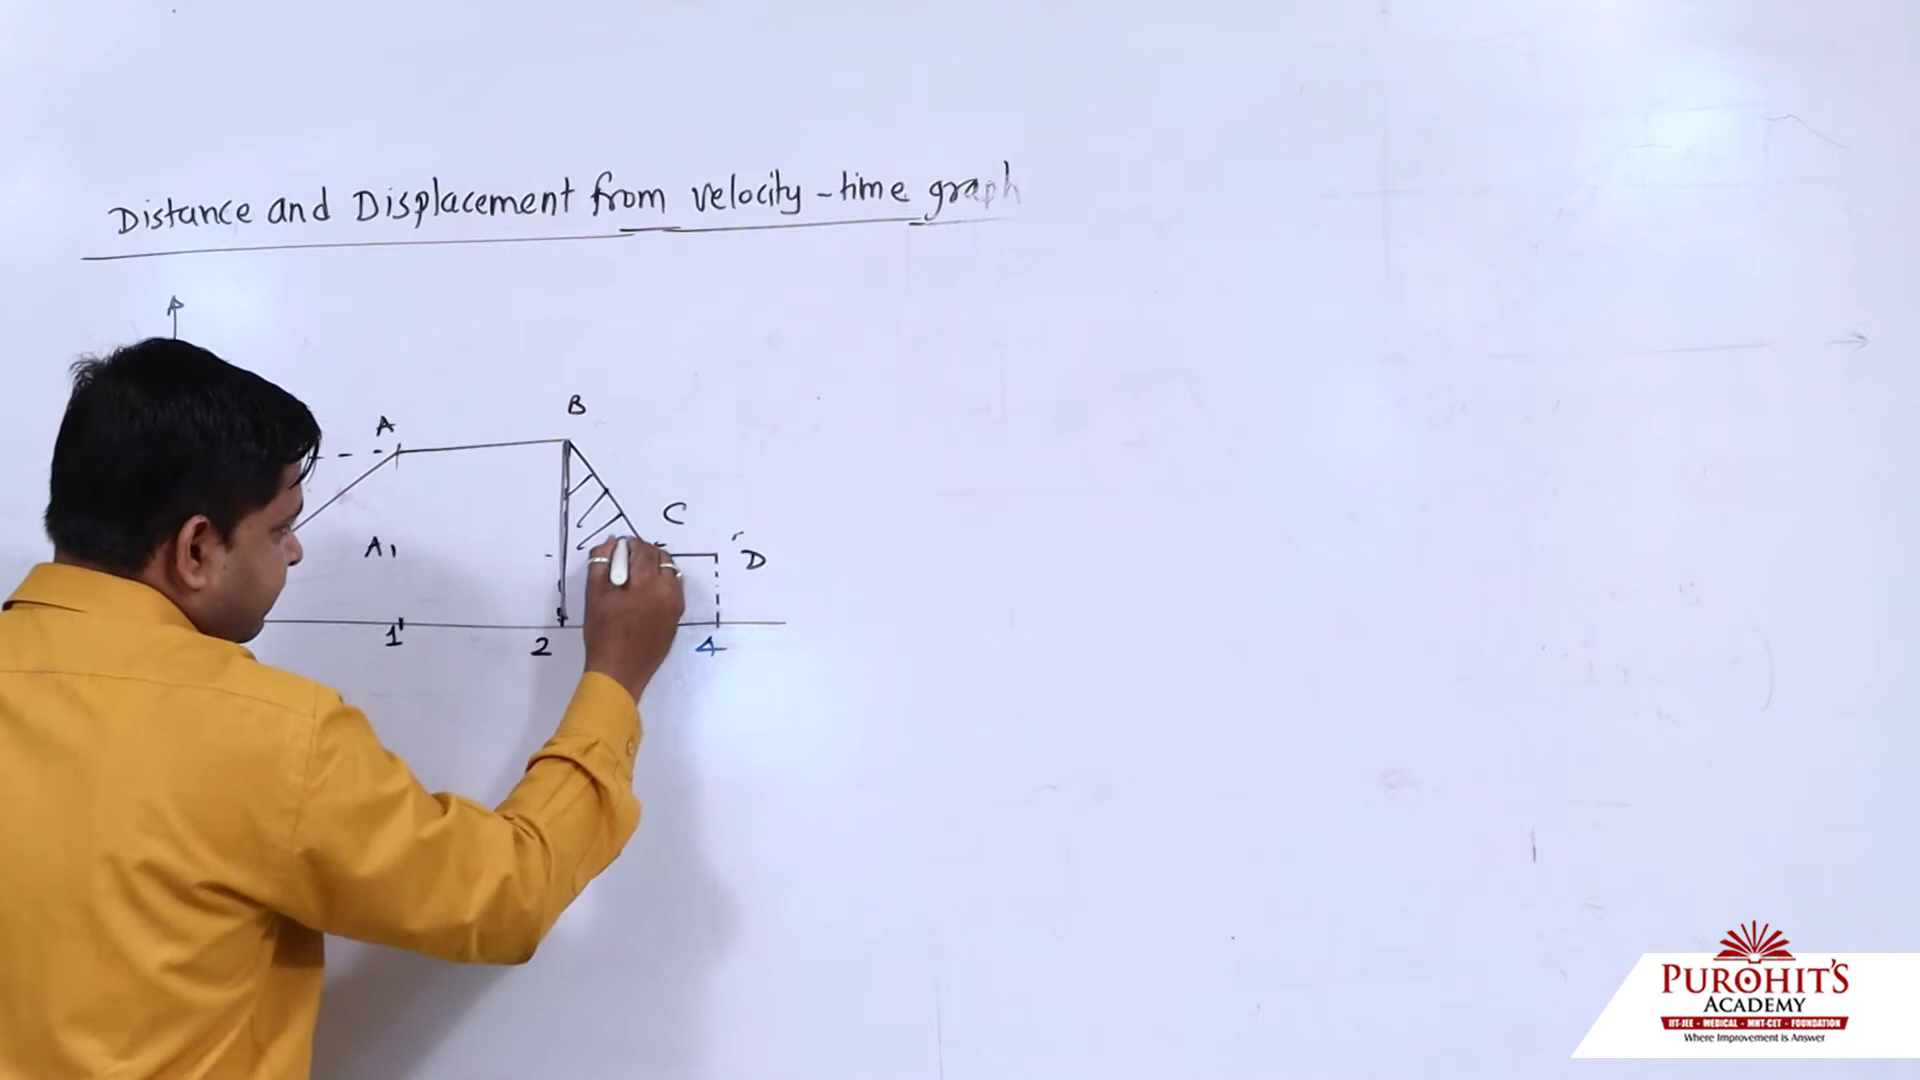 Distance and Displacement from velocity-time graph
B
A
C
A1
D
1
2
4
PUROHIT'S
ACADEMY
IIT-JEE • MEDICAL • MHT-CET • FOUNDATION
Where Improvement is Answer